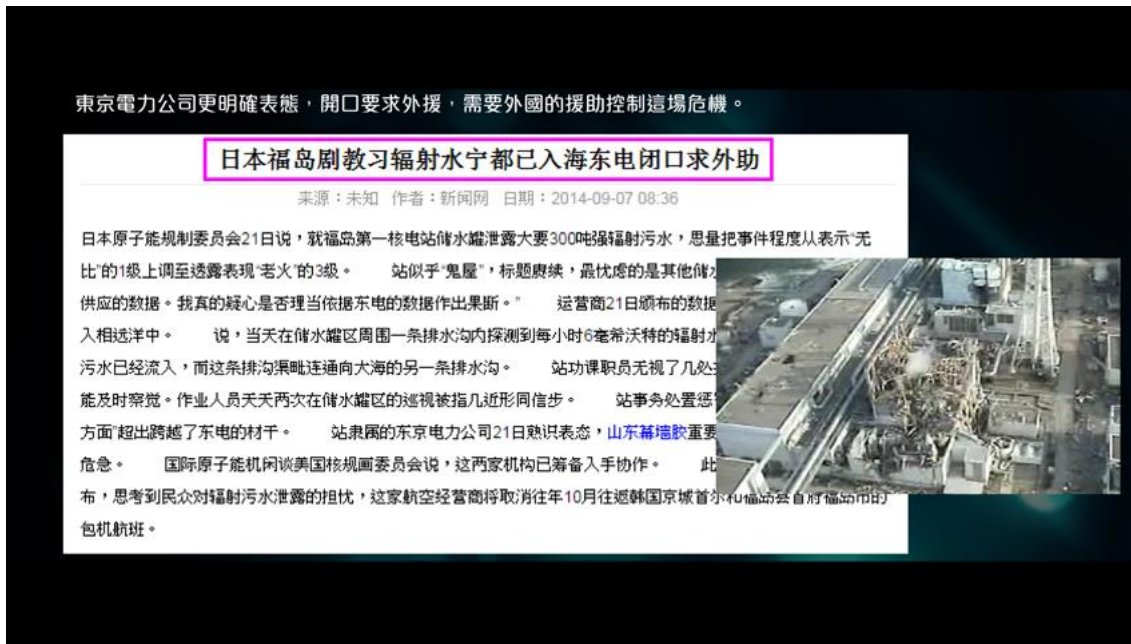 東京電力公司更明確表態，開口要求外援，需要外國的援助控制這場危機。
日本福岛剧教习辐射水宁都已入海东电闭口求外助
来源：未知 作者：新闻网 日期：2014-09-07 08:36
日本原子能规制委员会21日说，就福岛第一核电站储水罐泄露大要300吨强辐射污水，思量把事件程度从表示“无
比”的1级上调至透露表现“老火”的3级。 站似乎“鬼屋”，标题赓续，最忧虑的是其他储
供应的数据。我真的疑心是否理当依据东电的数据作出果断。” 运营商21日颁布的数据
入相远洋中。 说，当天在储水罐区周围一条排水沟内探测到每小时6毫希沃特的辐射
污水已经流入，而这条排沟渠毗连通向大海的另一条排水沟。 站功课职员无视了几处
能及时察觉。作业人员天天两次在储水罐区的巡视被指几近形同信步。 站事务处置惩
方面”超出跨越了东电的材干。 站隶属的东京电力公司21日熟识表态，山东幕墙胶重要
危急。 国际原子能机闲谈美国核规画委员会说，这两家机构已筹备入手协作。 此
布，思考到民众对辐射污水泄露的担忧，这家航空经营商将取消往年10月往返韩国京城首尔和福岛县首府福岛市的
包机航班。